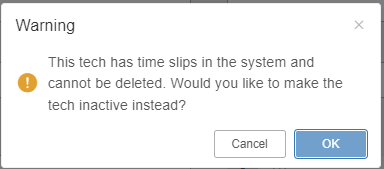 Warning
This tech has time slips in the system and
cannot be deleted. Would you like to make the
tech inactive instead?
Cancel
OK